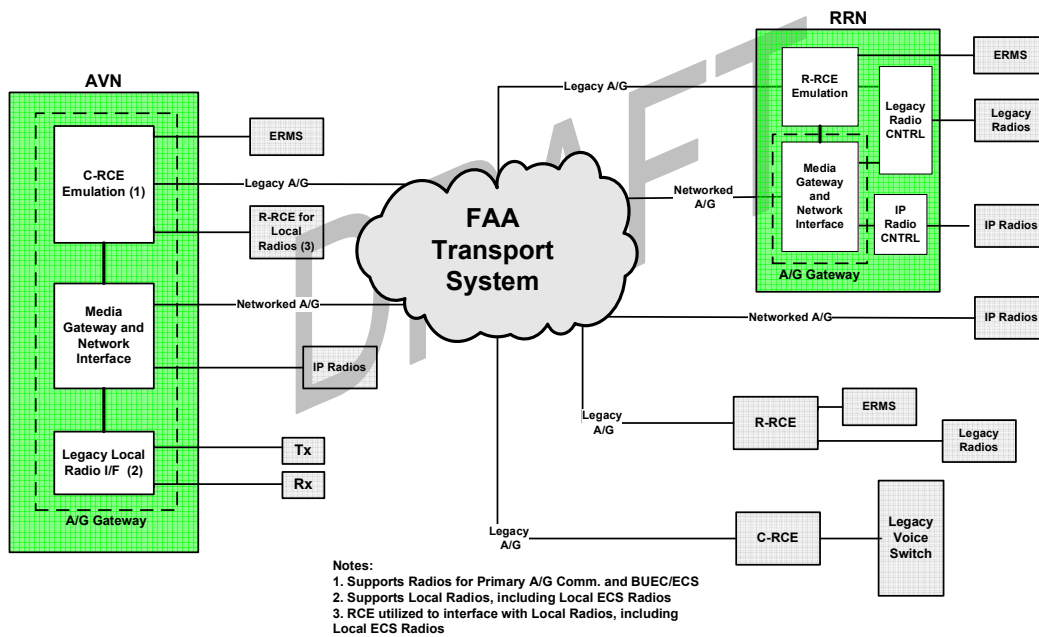 AVN
C-RCE
Emulation (1)
Media
Gateway and
Network
Interface
Legacy Local
Radio I/F (2)
A/G Gateway
ERMS
Legacy A/G
R-RCE for
Local
Radios (3)
Networked A/G
IP Radios
Tx
Rx
DRAFT
FAA
Transport
System
RRN
Legacy A/G
R-RCE
Emulation
Legacy
Radio
CNTRL
Networked
A/G
Media
Gateway
and
Network
Interface
IP
Radio
CNTRL
A/G Gateway
ERMS
Legacy
Radios
IP Radios
Networked A/G
IP Radios
Legacy
A/G
R-RCE
ERMS
Legacy
Radios
Legacy
A/G
C-RCE
Legacy
Voice
Switch
Notes:
1. Supports Radios for Primary A/G Comm. and BUEC/ECS
2. Supports Local Radios, including Local ECS Radios
3. RCE utilized to interface with Local Radios, including
Local ECS Radios